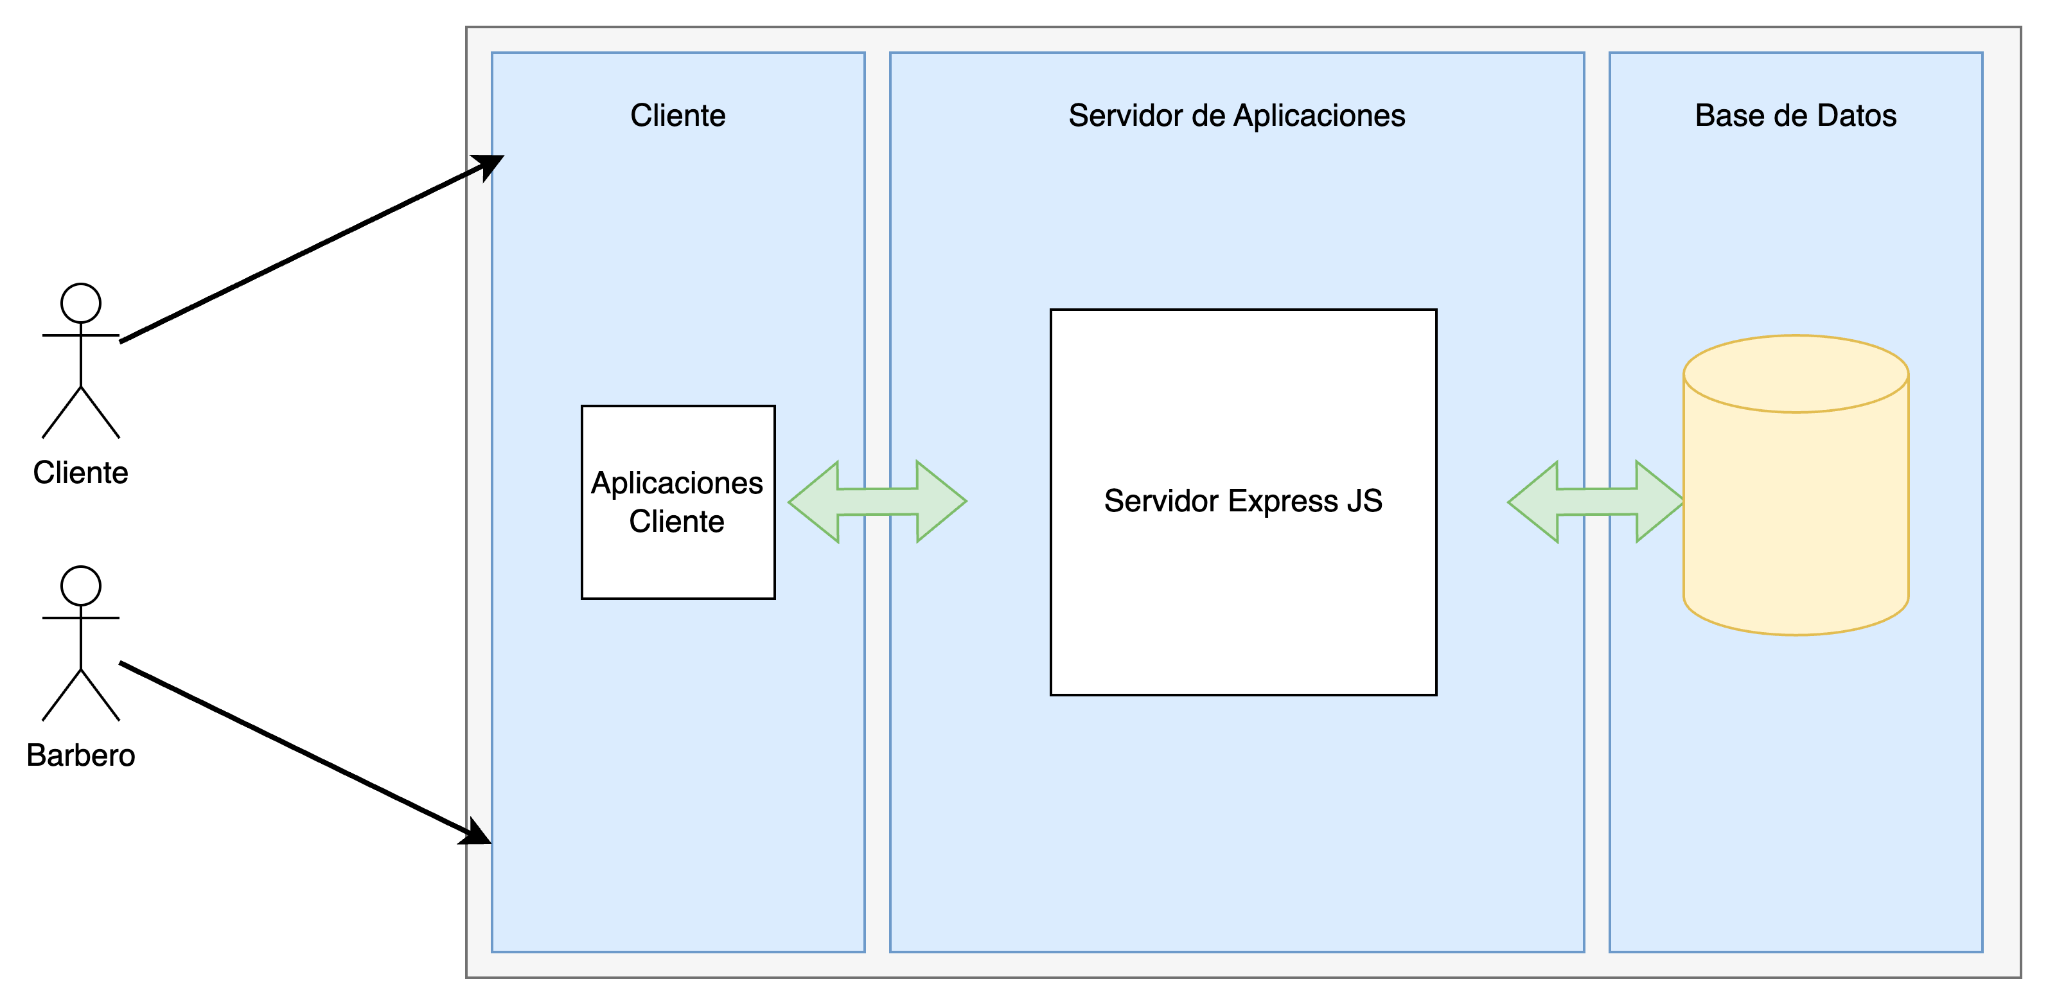 Cliente
Servidor de Aplicaciones
Base de Datos
Cliente
Aplicaciones
Cliente
Servidor Express JS
Barbero